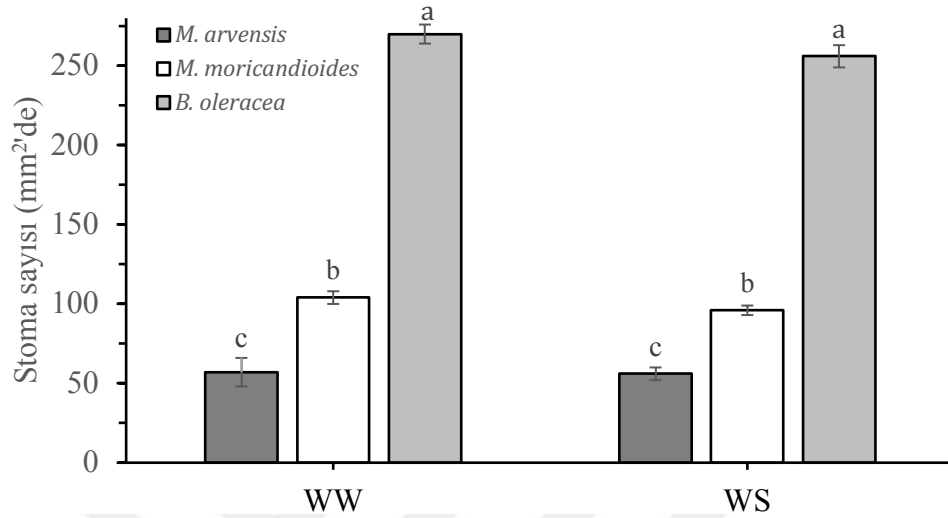 Stoma sayısı (mm²'de)
250
200
150
100
50
0
M. arvensis
M. moricandioides
B. oleracea
c
b
a
c
b
a
WW
WS